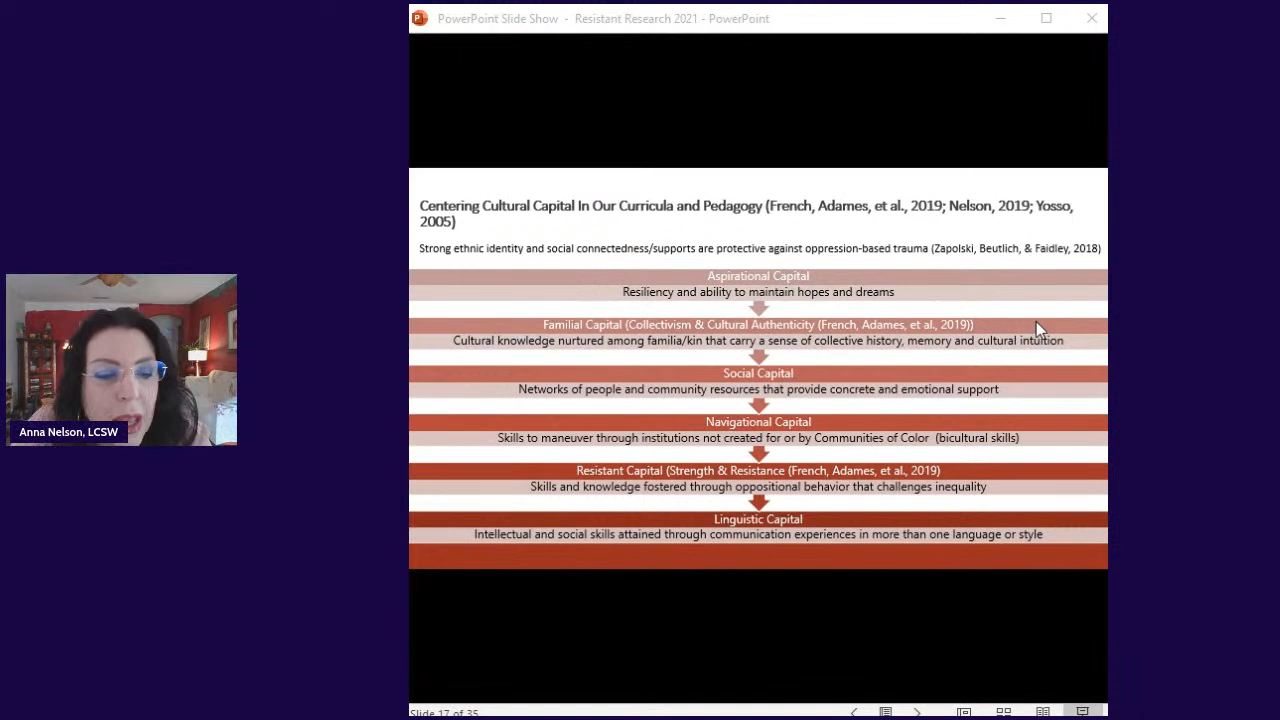 PowerPoint Slide Show - Resistant Research 2021 - PowerPoint
Centering Cultural Capital In Our Curricula and Pedagogy (French, Adames, et al., 2019; Nelson, 2019; Yosso,
2005)
Strong ethnic identity and social connectedness/supports are protective against oppression-based trauma (Zapolski, Beutlich, & Faidley, 2018)
Aspirational Capital
Resiliency and ability to maintain hopes and dreams
Familial Capital (Collectivism & Cultural Authenticity (French, Adames, et al., 2019))
Cultural knowledge nurtured among familia/kin that carry a sense of collective history, memory and cultural intuition
Social Capital
Networks of people and community resources that provide concrete and emotional support
Navigational Capital
Skills to maneuver through institutions not created for or by Communities of Color (bicultural skills)
Resistant Capital (Strength & Resistance (French, Adames, et al., 2019)
Skills and knowledge fostered through oppositional behavior that challenges inequality
Linguistic Capital
Intellectual and social skills attained through communication experiences in more than one language or style
Anna Nelson, LCSW
Slide 17 of 35